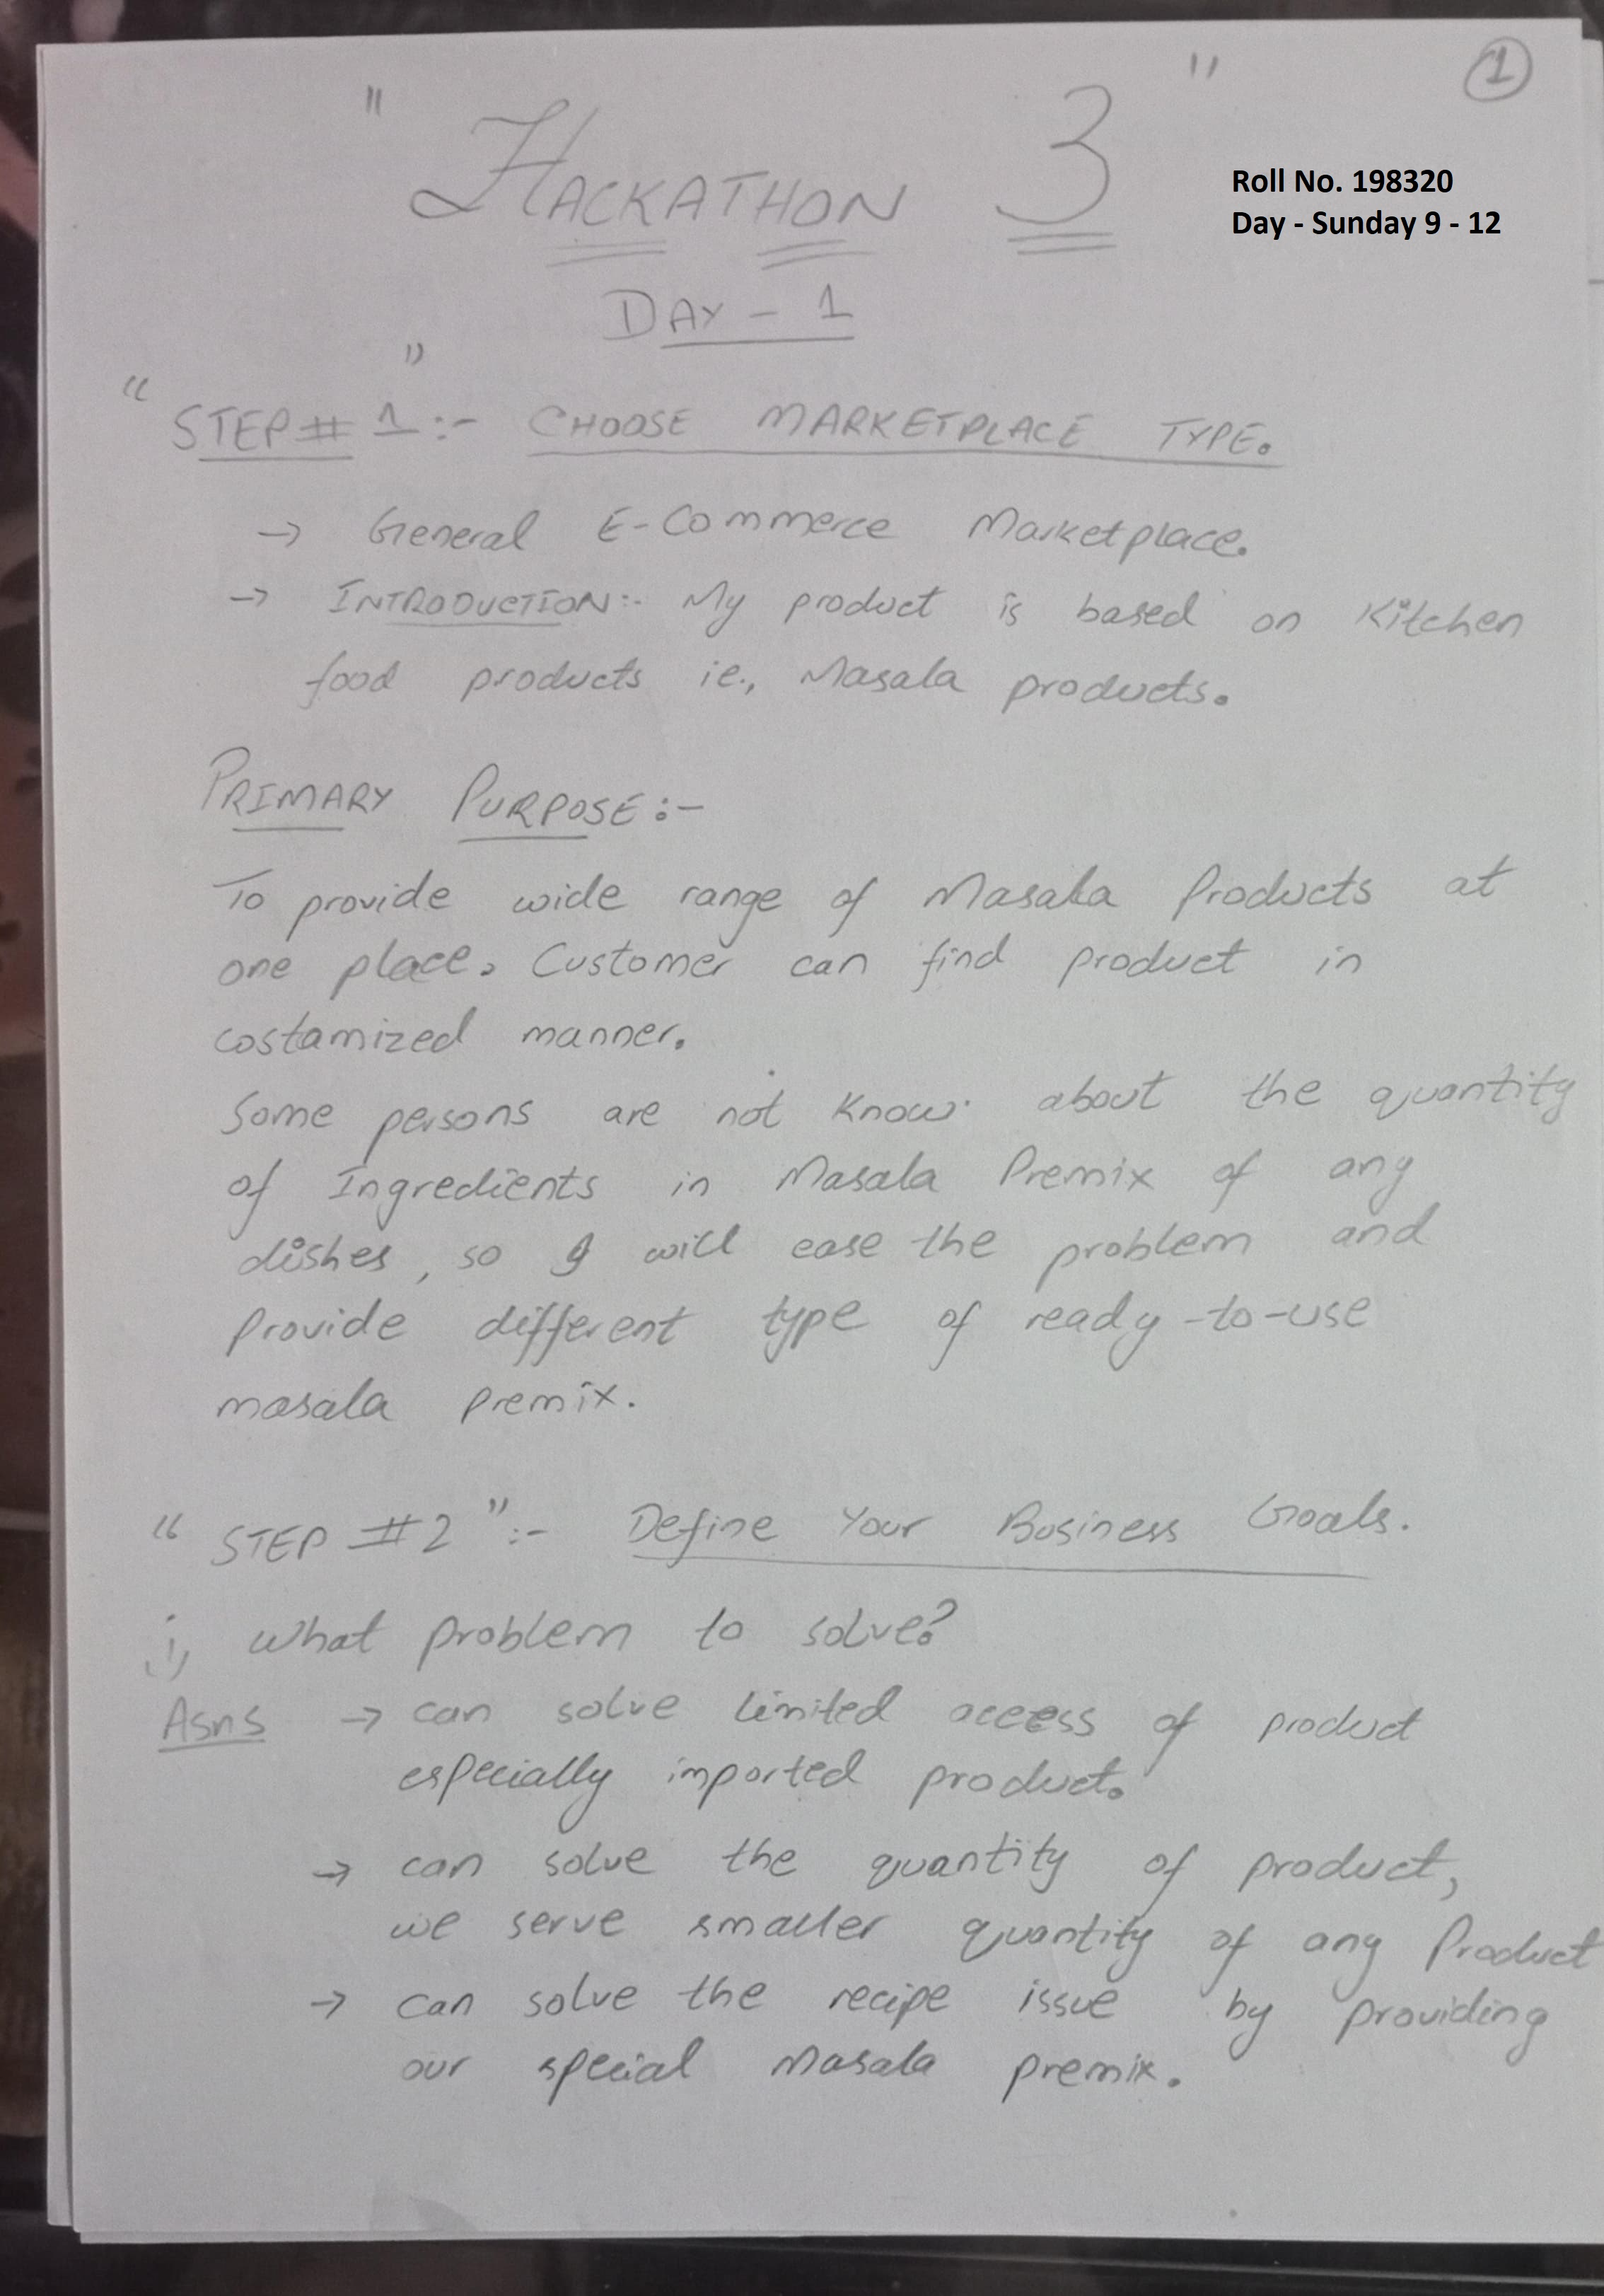 1
" HACKATHON 3 "
Roll No. 198320
Day - Sunday 9 - 12
DAY - 1
" STEP # 1 " :- CHOOSE MARKETPLACE TYPE.
→ General E-Commerce Marketplace.
→ INTRODUCTION:- My product is based on Kitchen
food products ie., Masala products.
PRIMARY PURPOSE :-
To provide wide range of Masala Products at
one place. Customer can find product in
costamized manner.
Some persons are not know about the quantity
of Ingredients in Masala Premix of any
dishes, so I will ease the problem and
Provide different type of ready-to-use
masala premix.
" STEP #2 " :- Define Your Business Goals.
i, What problem to solve?
Asns → can solve limited access of product
especially imported product.
→ can solve the quantity of product,
we serve smaller quantity of any Product
→ can solve the recipe issue by providing
our special Masala premix.